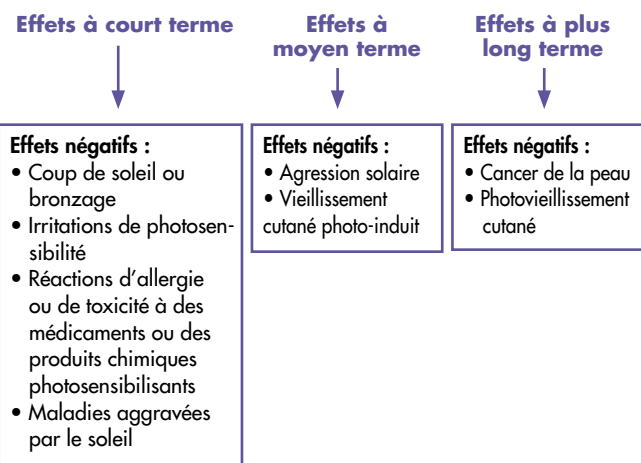 Effets à court terme
Effets négatifs :
• Coup de soleil ou
bronzage
• Irritations de photosen-
sibilité
• Réactions d'allergie
ou de toxicité à des
médicaments ou des
produits chimiques
photosensibilisants
• Maladies aggravées
par le soleil
Effets à
moyen terme
Effets négatifs :
• Agression solaire
• Vieillissement
cutané photo-induit
Effets à plus
long terme
Effets négatifs :
• Cancer de la peau
• Photovieillissement
cutané